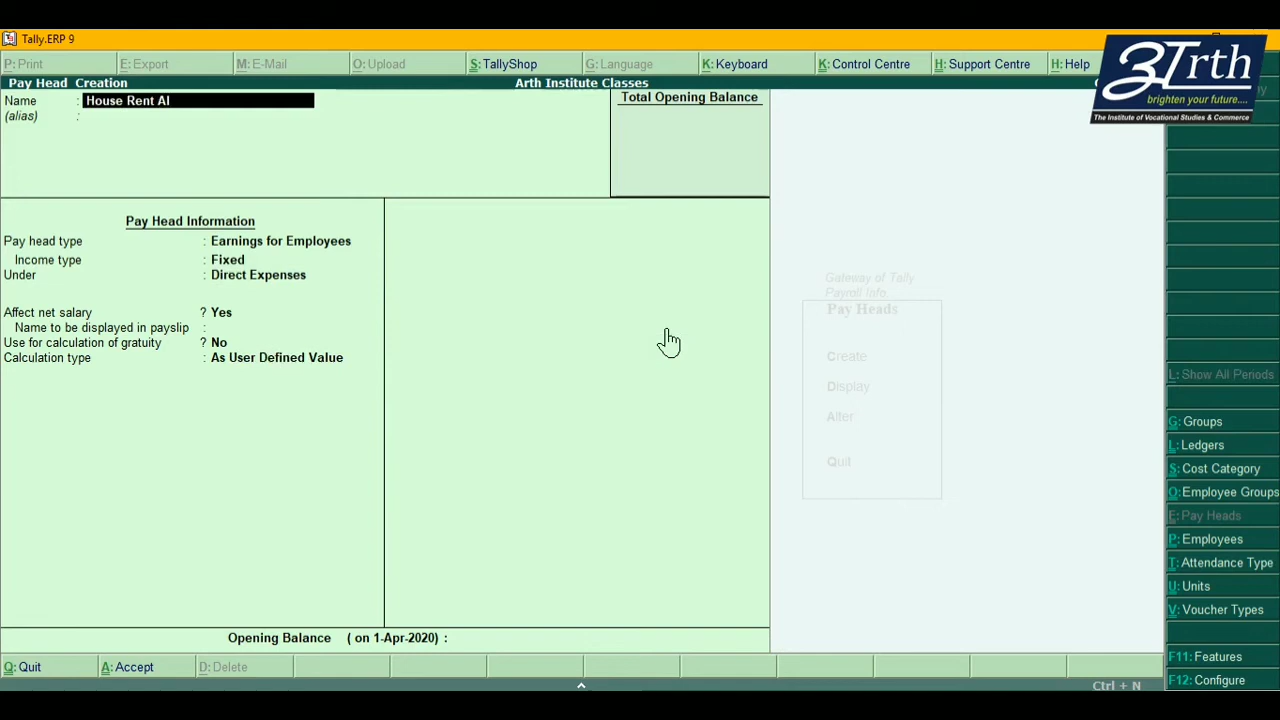 Tally.ERP 9
P: Print E: Export M: E-Mail O: Upload S: TallyShop G: Language K: Keyboard K: Control Centre H: Support Centre H: Help
Pay Head Creation Arth Institute Classes
Name : House Rent Al
(alias) :
Total Opening Balance
3Trth
brighten your future....
The Institute of Vocational Studies & Commerce
Pay Head Information
Pay head type : Earnings for Employees
Income type : Fixed
Under : Direct Expenses
Affect net salary ? Yes
Name to be displayed in payslip :
Use for calculation of gratuity ? No
Calculation type : As User Defined Value
Opening Balance ( on 1-Apr-2020) :
Gateway of Tally
Payroll Info.
Pay Heads
Create
Display
Alter
Quit
L: Show All Periods
G: Groups
L: Ledgers
S: Cost Category
O: Employee Groups
E: Pay Heads
P: Employees
T: Attendance Type
U: Units
V: Voucher Types
F11: Features
F12: Configure
Q: Quit A: Accept D: Delete
Ctrl + N